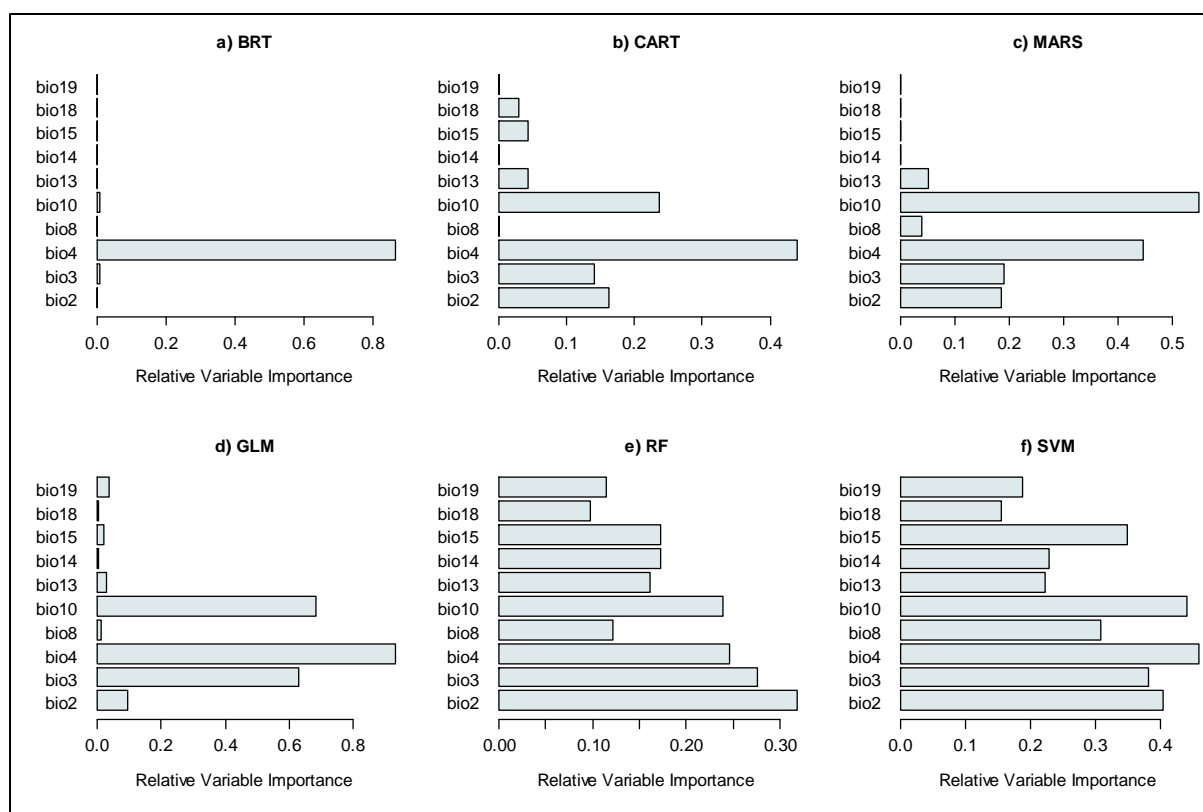 a) BRT
bio19
bio18
bio15
bio14
bio13
bio10
bio8
bio4
bio3
bio2
0.0 0.2 0.4 0.6 0.8
Relative Variable Importance
b) CART
bio19
bio18
bio15
bio14
bio13
bio10
bio8
bio4
bio3
bio2
0.0 0.1 0.2 0.3 0.4
Relative Variable Importance
c) MARS
bio19
bio18
bio15
bio14
bio13
bio10
bio8
bio4
bio3
bio2
0.0 0.1 0.2 0.3 0.4 0.5
Relative Variable Importance
d) GLM
bio19
bio18
bio15
bio14
bio13
bio10
bio8
bio4
bio3
bio2
0.0 0.2 0.4 0.6 0.8
Relative Variable Importance
e) RF
bio19
bio18
bio15
bio14
bio13
bio10
bio8
bio4
bio3
bio2
0.00 0.10 0.20 0.30
Relative Variable Importance
f) SVM
bio19
bio18
bio15
bio14
bio13
bio10
bio8
bio4
bio3
bio2
0.0 0.1 0.2 0.3 0.4
Relative Variable Importance